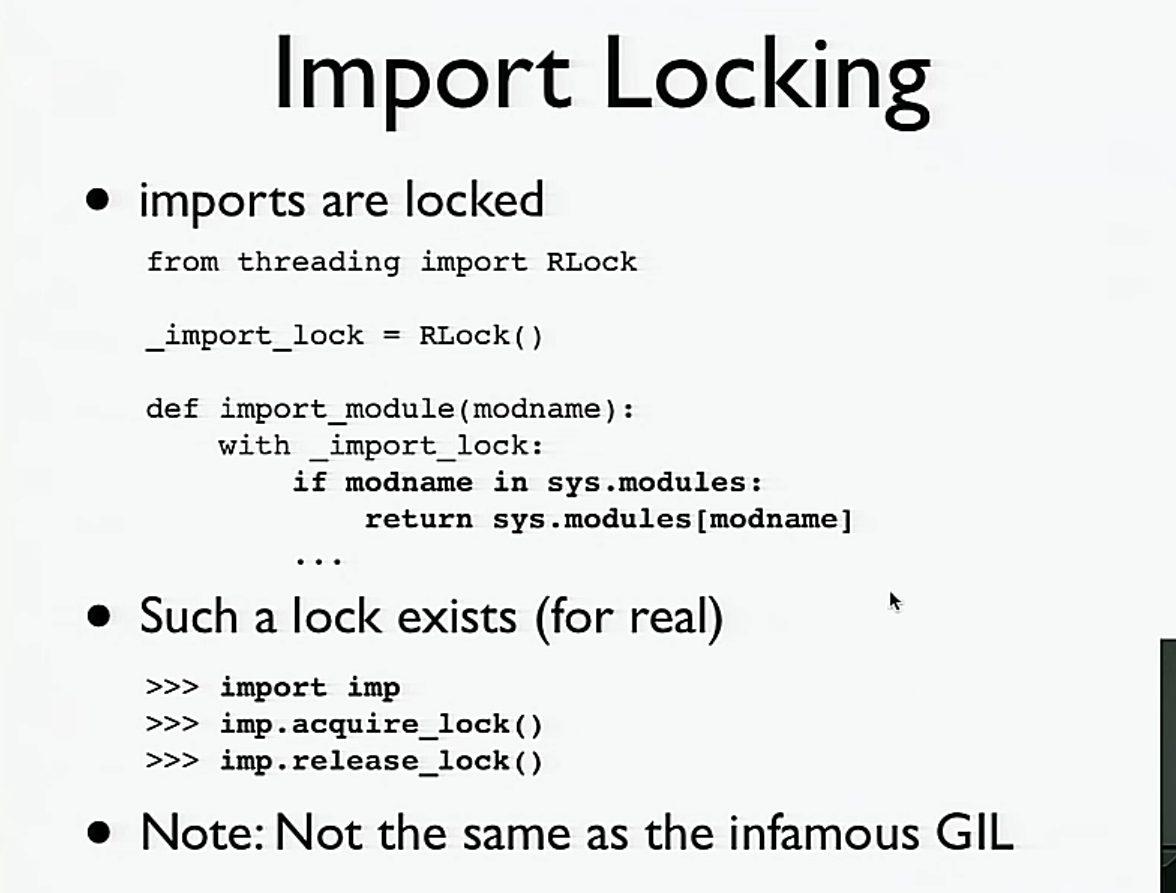 Import Locking
• imports are locked
from threading import RLock
_import_lock = RLock()
def import_module(modname):
    with _import_lock:
        if modname in sys.modules:
            return sys.modules[modname]
        ...
• Such a lock exists (for real)
>>> import imp
>>> imp.acquire_lock()
>>> imp.release_lock()
• Note: Not the same as the infamous GIL